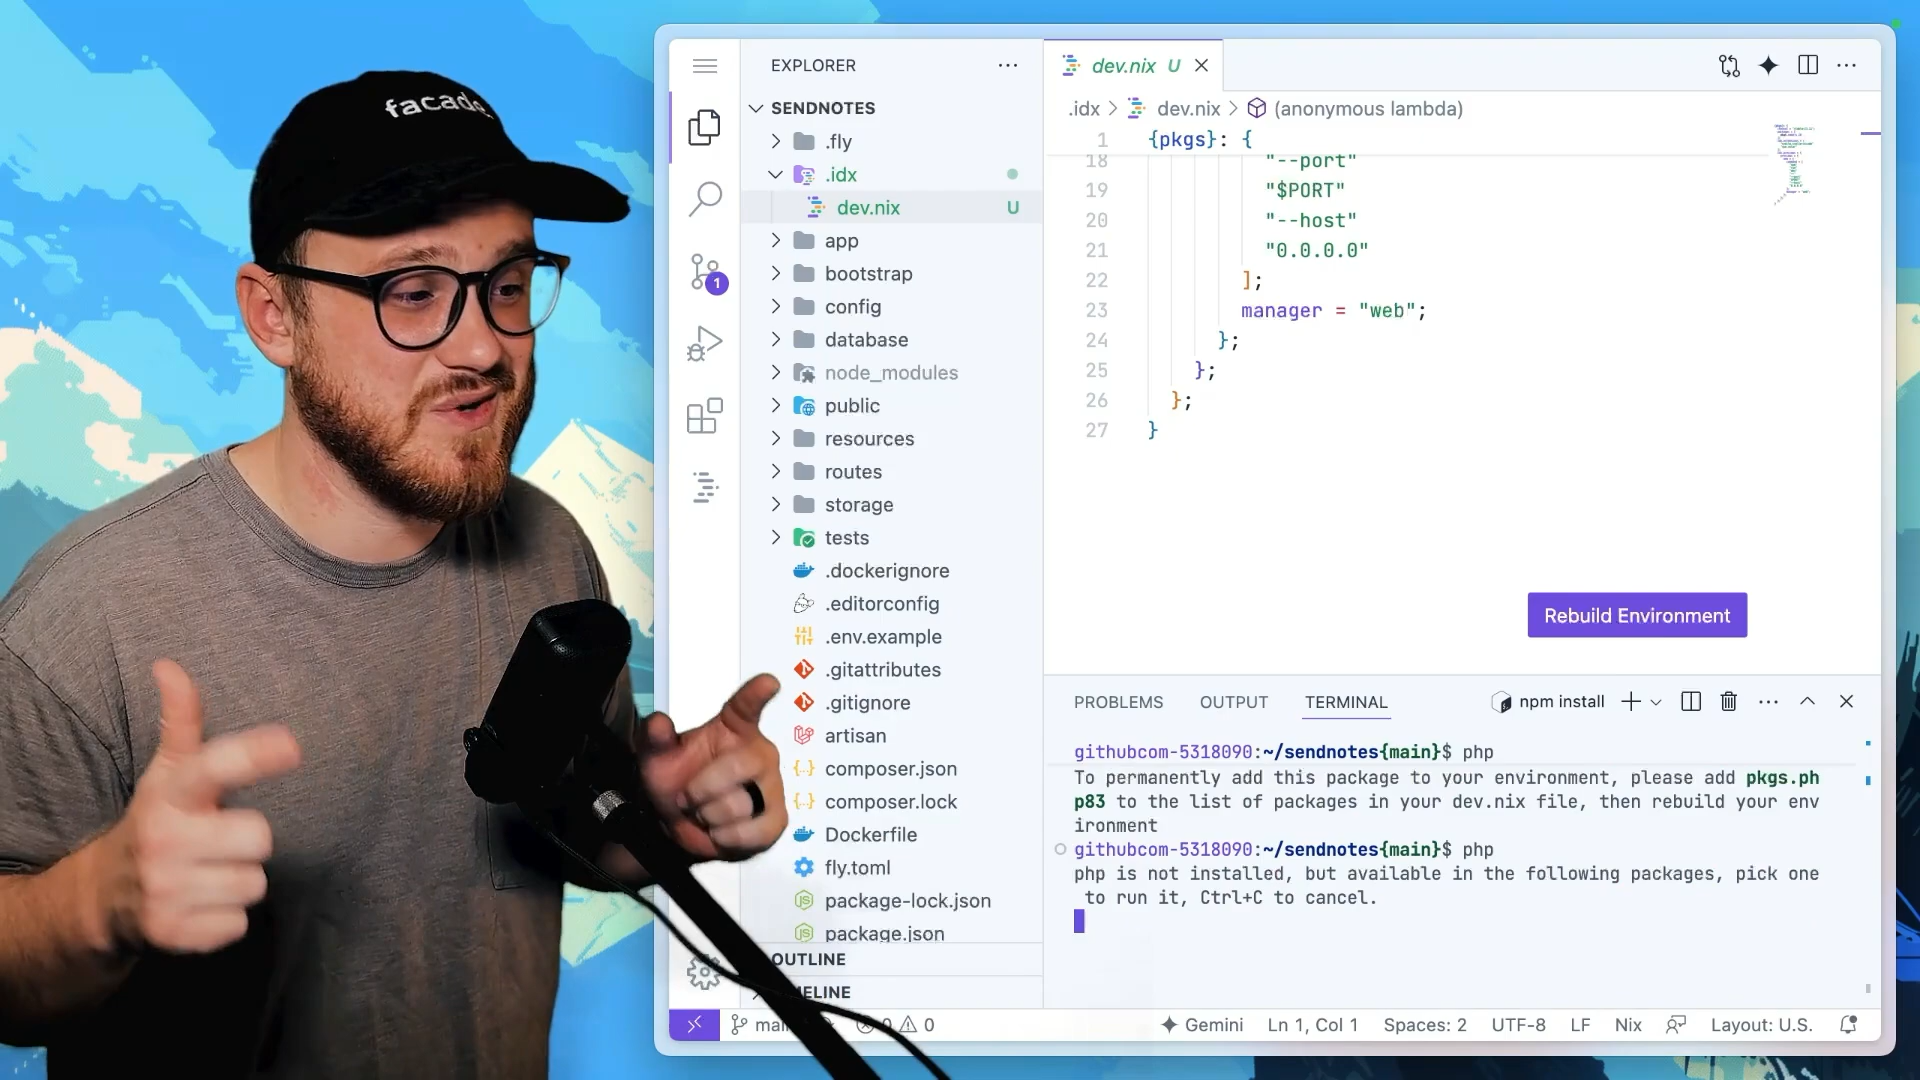 facade
EXPLORER
SENDNOTES
.fly
.idx
dev.nix U
app
bootstrap
config
database
node_modules
public
resources
routes
storage
tests
.dockerignore
.editorconfig
.env.example
.gitattributes
.gitignore
artisan
composer.json
composer.lock
Dockerfile
fly.toml
package-lock.json
package.json
OUTLINE
MELINE
1
dev.nix U
.idx > dev.nix > (anonymous lambda)
1 {pkgs}: {
18 "--port"
19 "$PORT"
20 "--host"
21 "0.0.0.0"
22 ];
23 manager = "web";
24 };
25 };
26 };
27 }
Rebuild Environment
PROBLEMS OUTPUT TERMINAL npm install
githubcom-5318090:~/sendnotes{main}$ php
To permanently add this package to your environment, please add pkgs.ph
p83 to the list of packages in your dev.nix file, then rebuild your env
ironment
githubcom-5318090:~/sendnotes{main}$ php
php is not installed, but available in the following packages, pick one
to run it, Ctrl+C to cancel.
mai 0 0 Gemini Ln 1, Col 1 Spaces: 2 UTF-8 LF Nix Layout: U.S.